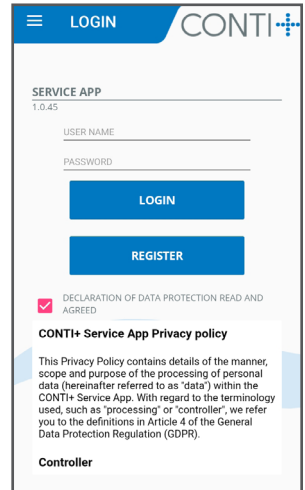 LOGIN
CONTI+
SERVICE APP
1.0.45
USER NAME
PASSWORD
LOGIN
REGISTER
DECLARATION OF DATA PROTECTION READ AND
AGREED
CONTI+ Service App Privacy policy
This Privacy Policy contains details of the manner,
scope and purpose of the processing of personal
data (hereinafter referred to as "data") within the
CONTI+ Service App. With regard to the terminology
used, such as "processing" or "controller", we refer
you to the definitions in Article 4 of the General
Data Protection Regulation (GDPR).
Controller